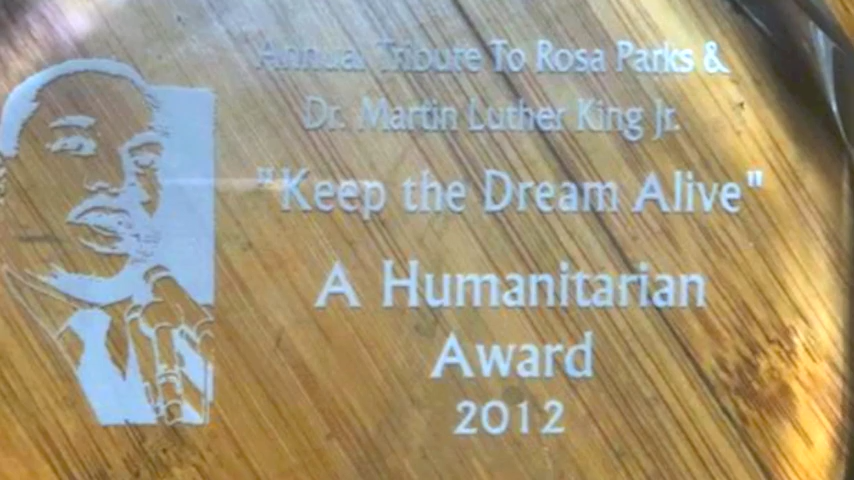 Annual Tribute To Rosa Parks &
Dr. Martin Luther King Jr.
"Keep the Dream Alive"
A Humanitarian
Award
2012